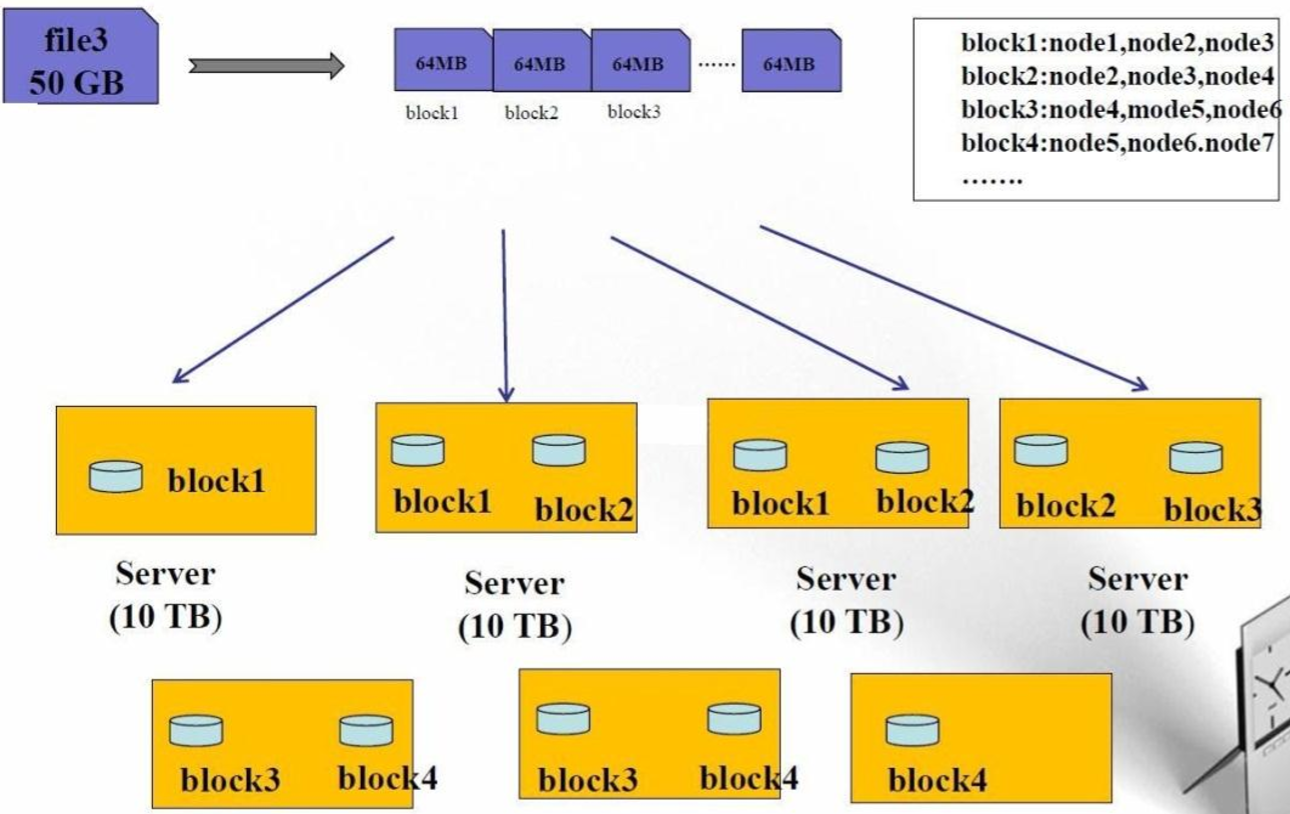 file3
50 GB
64MB
64MB
64MB
......
64MB
block1
block2
block3
block1:node1,node2,node3
block2:node2,node3,node4
block3:node4,mode5,node6
block4:node5,node6.node7
.......
block1
block1
block2
block1
block2
block2
block3
Server
(10 TB)
Server
(10 TB)
Server
(10 TB)
Server
(10 TB)
block3
block4
block3
block4
block4